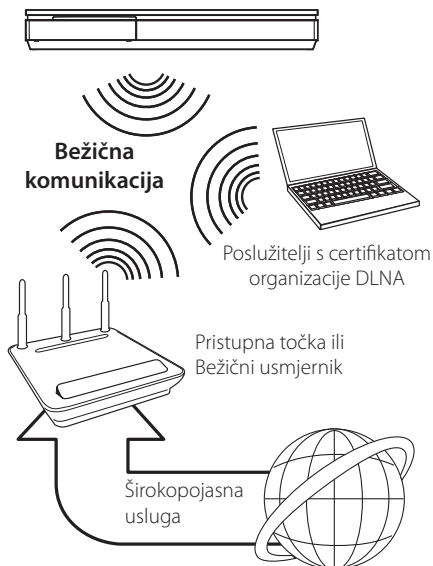 Bežična
komunikacija
Poslužitelji s certifikatom
organizacije DLNA
Pristupna točka ili
Bežični usmjernik
Širokopojasna
usluga